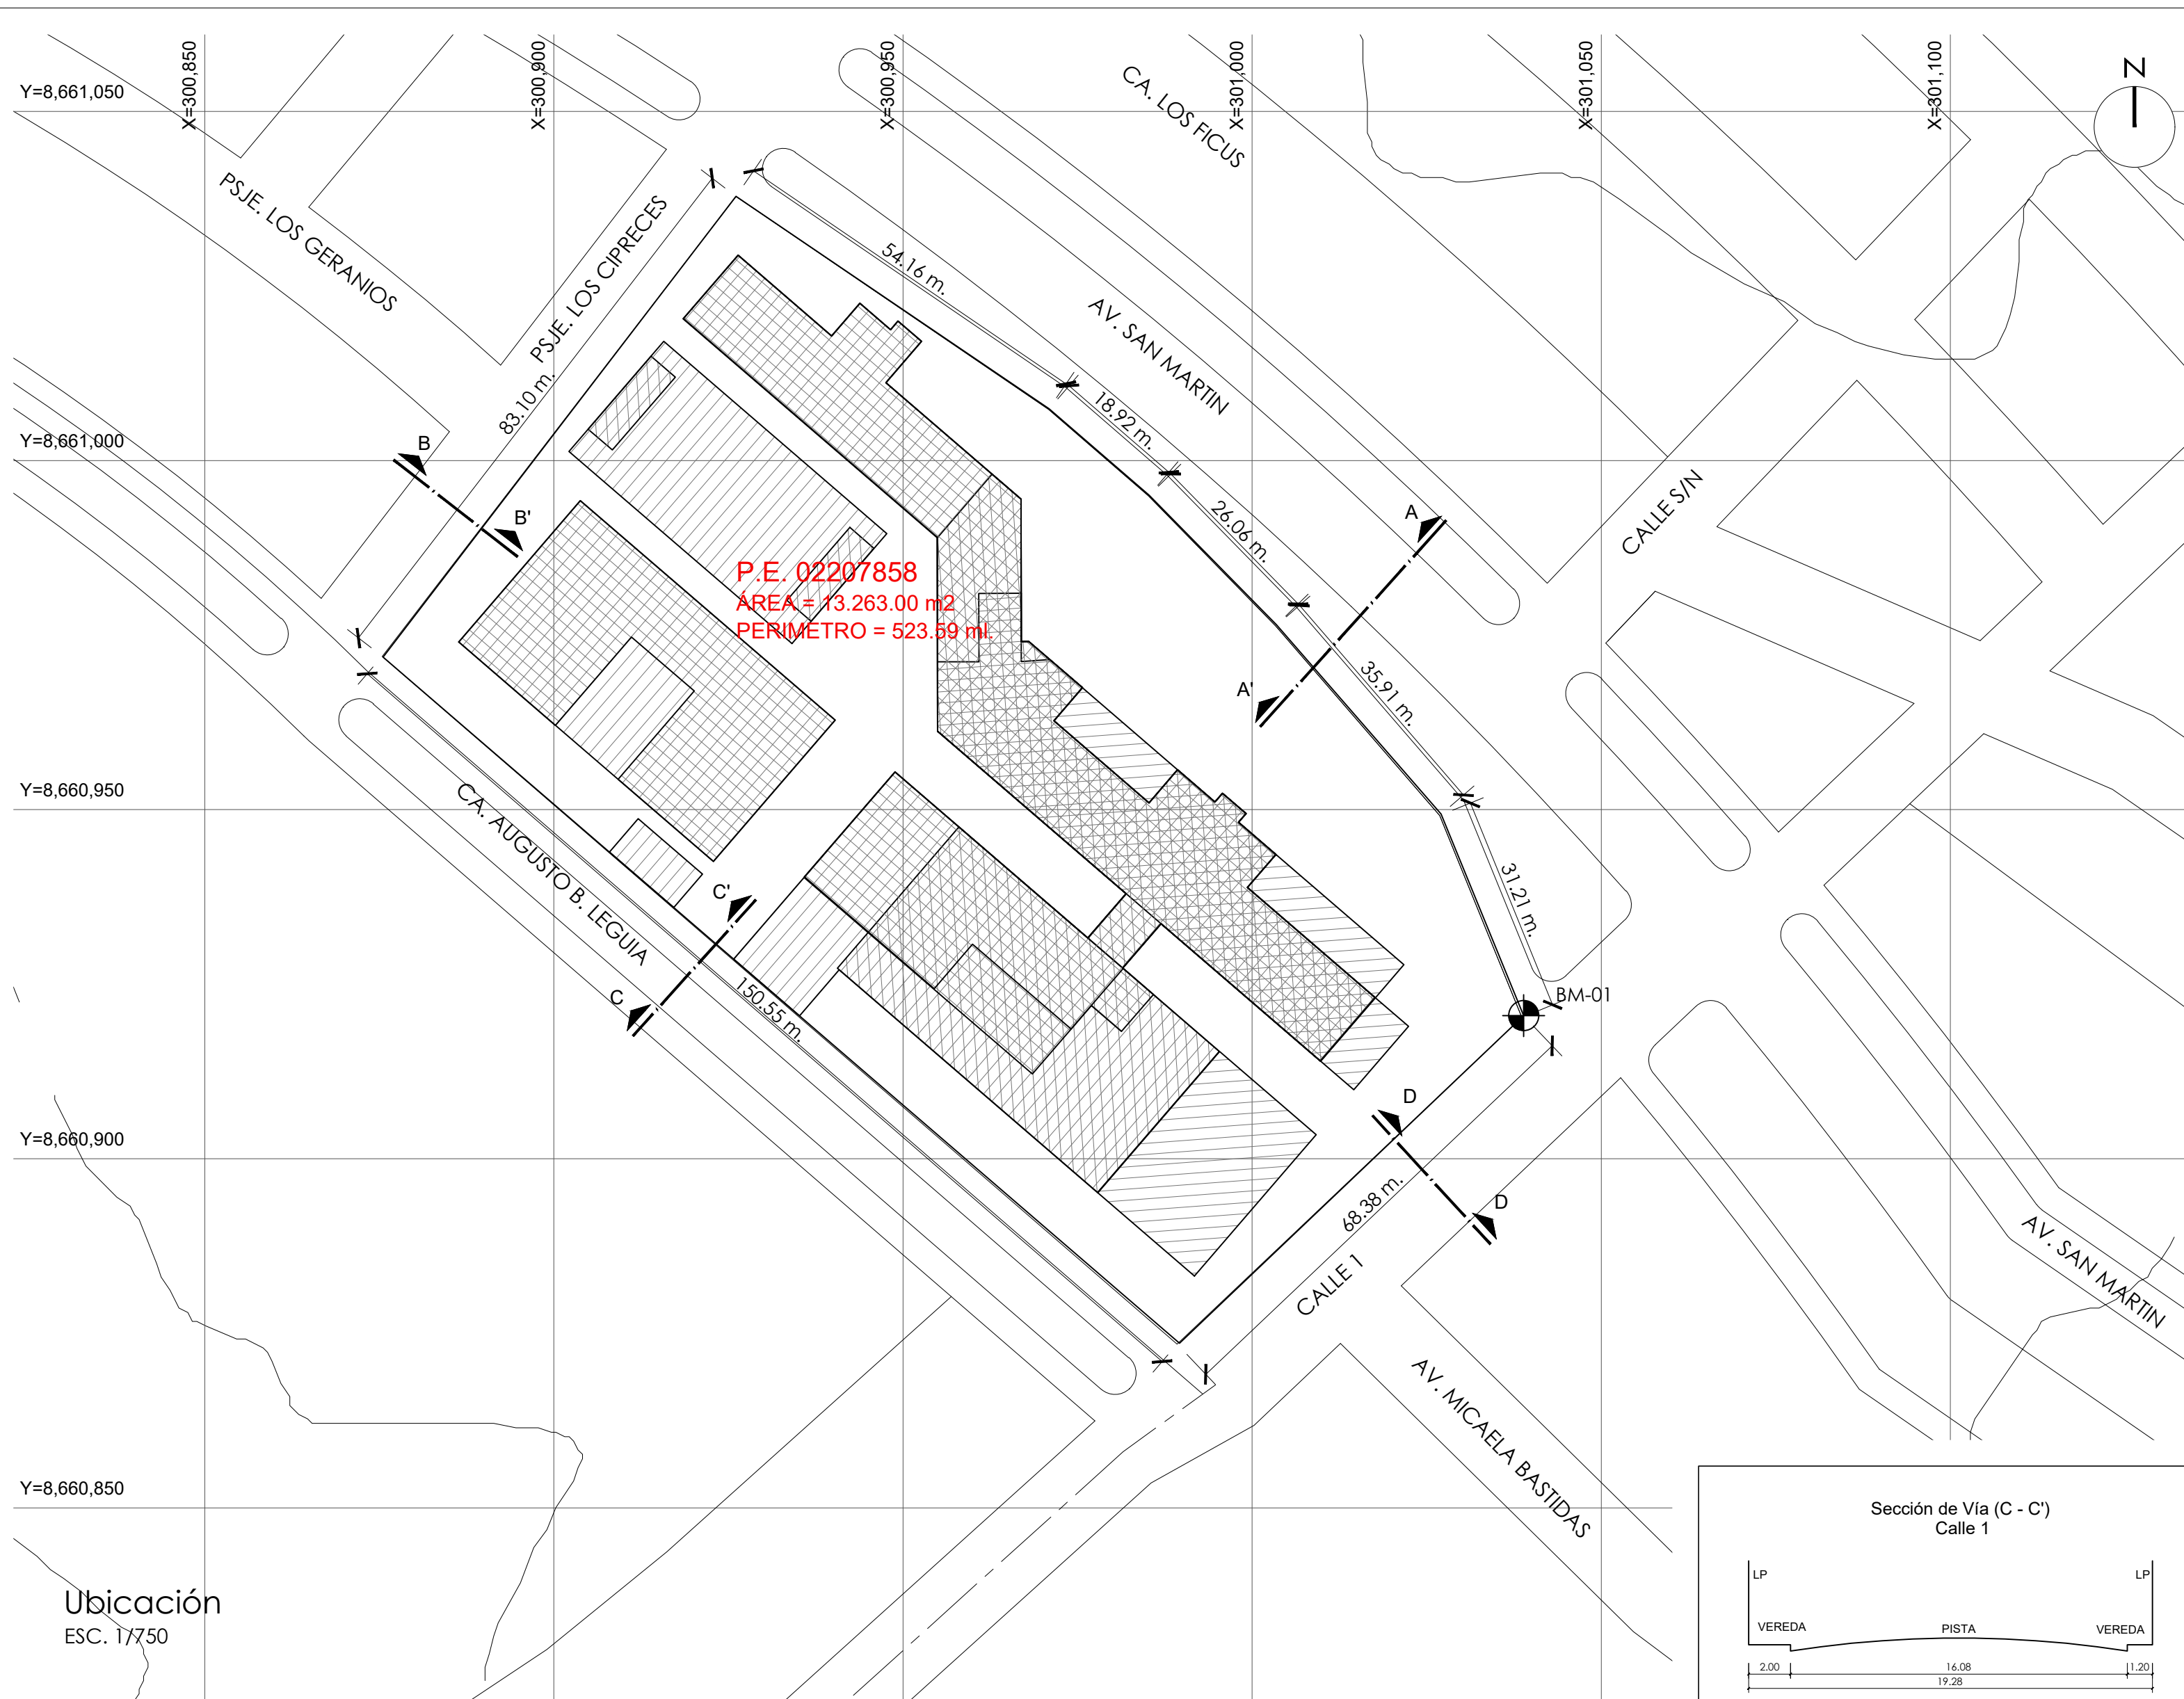 X=300,850
X=300,900
X=300,950
X=301,000
X=301,050
X=301,100
N
Y=8,661,050
CA. LOS FICUS
PSJE. LOS GERANIOS
PSJE. LOS CIPRECES
54.16 m.
AV. SAN MARTIN
83.10 m.
18.92 m.
Y=8,661,000
B
B'
26.06 m.
A
CALLE S/N
P.E. 02207858
ÁREA = 13.263.00 m2
PERIMETRO = 523.59 ml.
A'
35.91 m.
Y=8,660,950
CA. AUGUSTO B. LEGUIA
C'
31.21 m.
C
150.55 m.
BM-01
D
Y=8,660,900
D
68.38 m.
CALLE 1
AV. SAN MARTIN
AV. MICAELA BASTIDAS
Y=8,660,850
Sección de Vía (C - C')
Calle 1
LP
LP
VEREDA
PISTA
VEREDA
2.00
16.08
1.20
19.28
Ubicación
ESC. 1/750